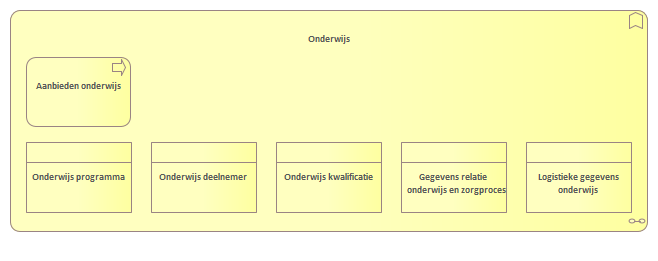 Onderwijs
Aanbieden onderwijs
Onderwijs programma
Onderwijs deelnemer
Onderwijs kwalificatie
Gegevens relatie
onderwijs en zorgproces
Logistieke gegevens
onderwijs